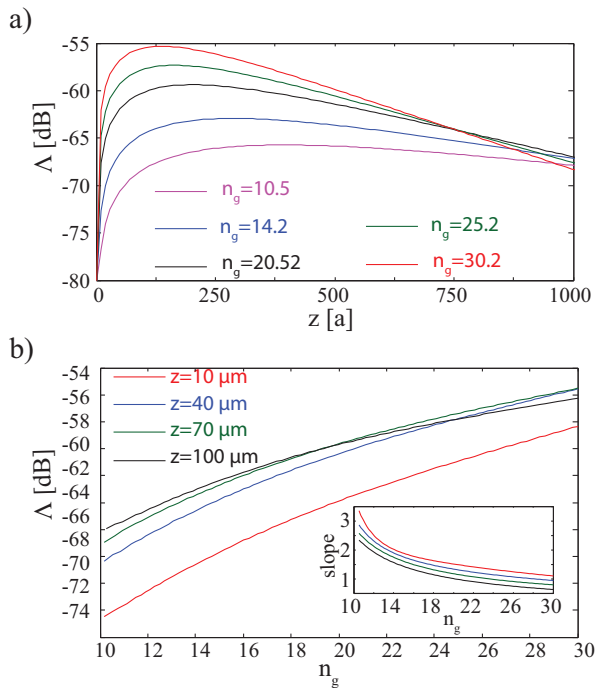 a)
-55
-60
-65
-70
-75
-80
Λ [dB]
n_g=10.5
n_g=14.2
n_g=20.52
n_g=25.2
n_g=30.2
0
250
500
750
1000
z [a]
b)
-54
-56
-58
-60
-62
-64
-66
-68
-70
-72
-74
Λ [dB]
z=10 μm
z=40 μm
z=70 μm
z=100 μm
3
2
1
slope
10
14
18
22
26
30
n_g
10
12
14
16
18
20
22
24
26
28
30
n_g